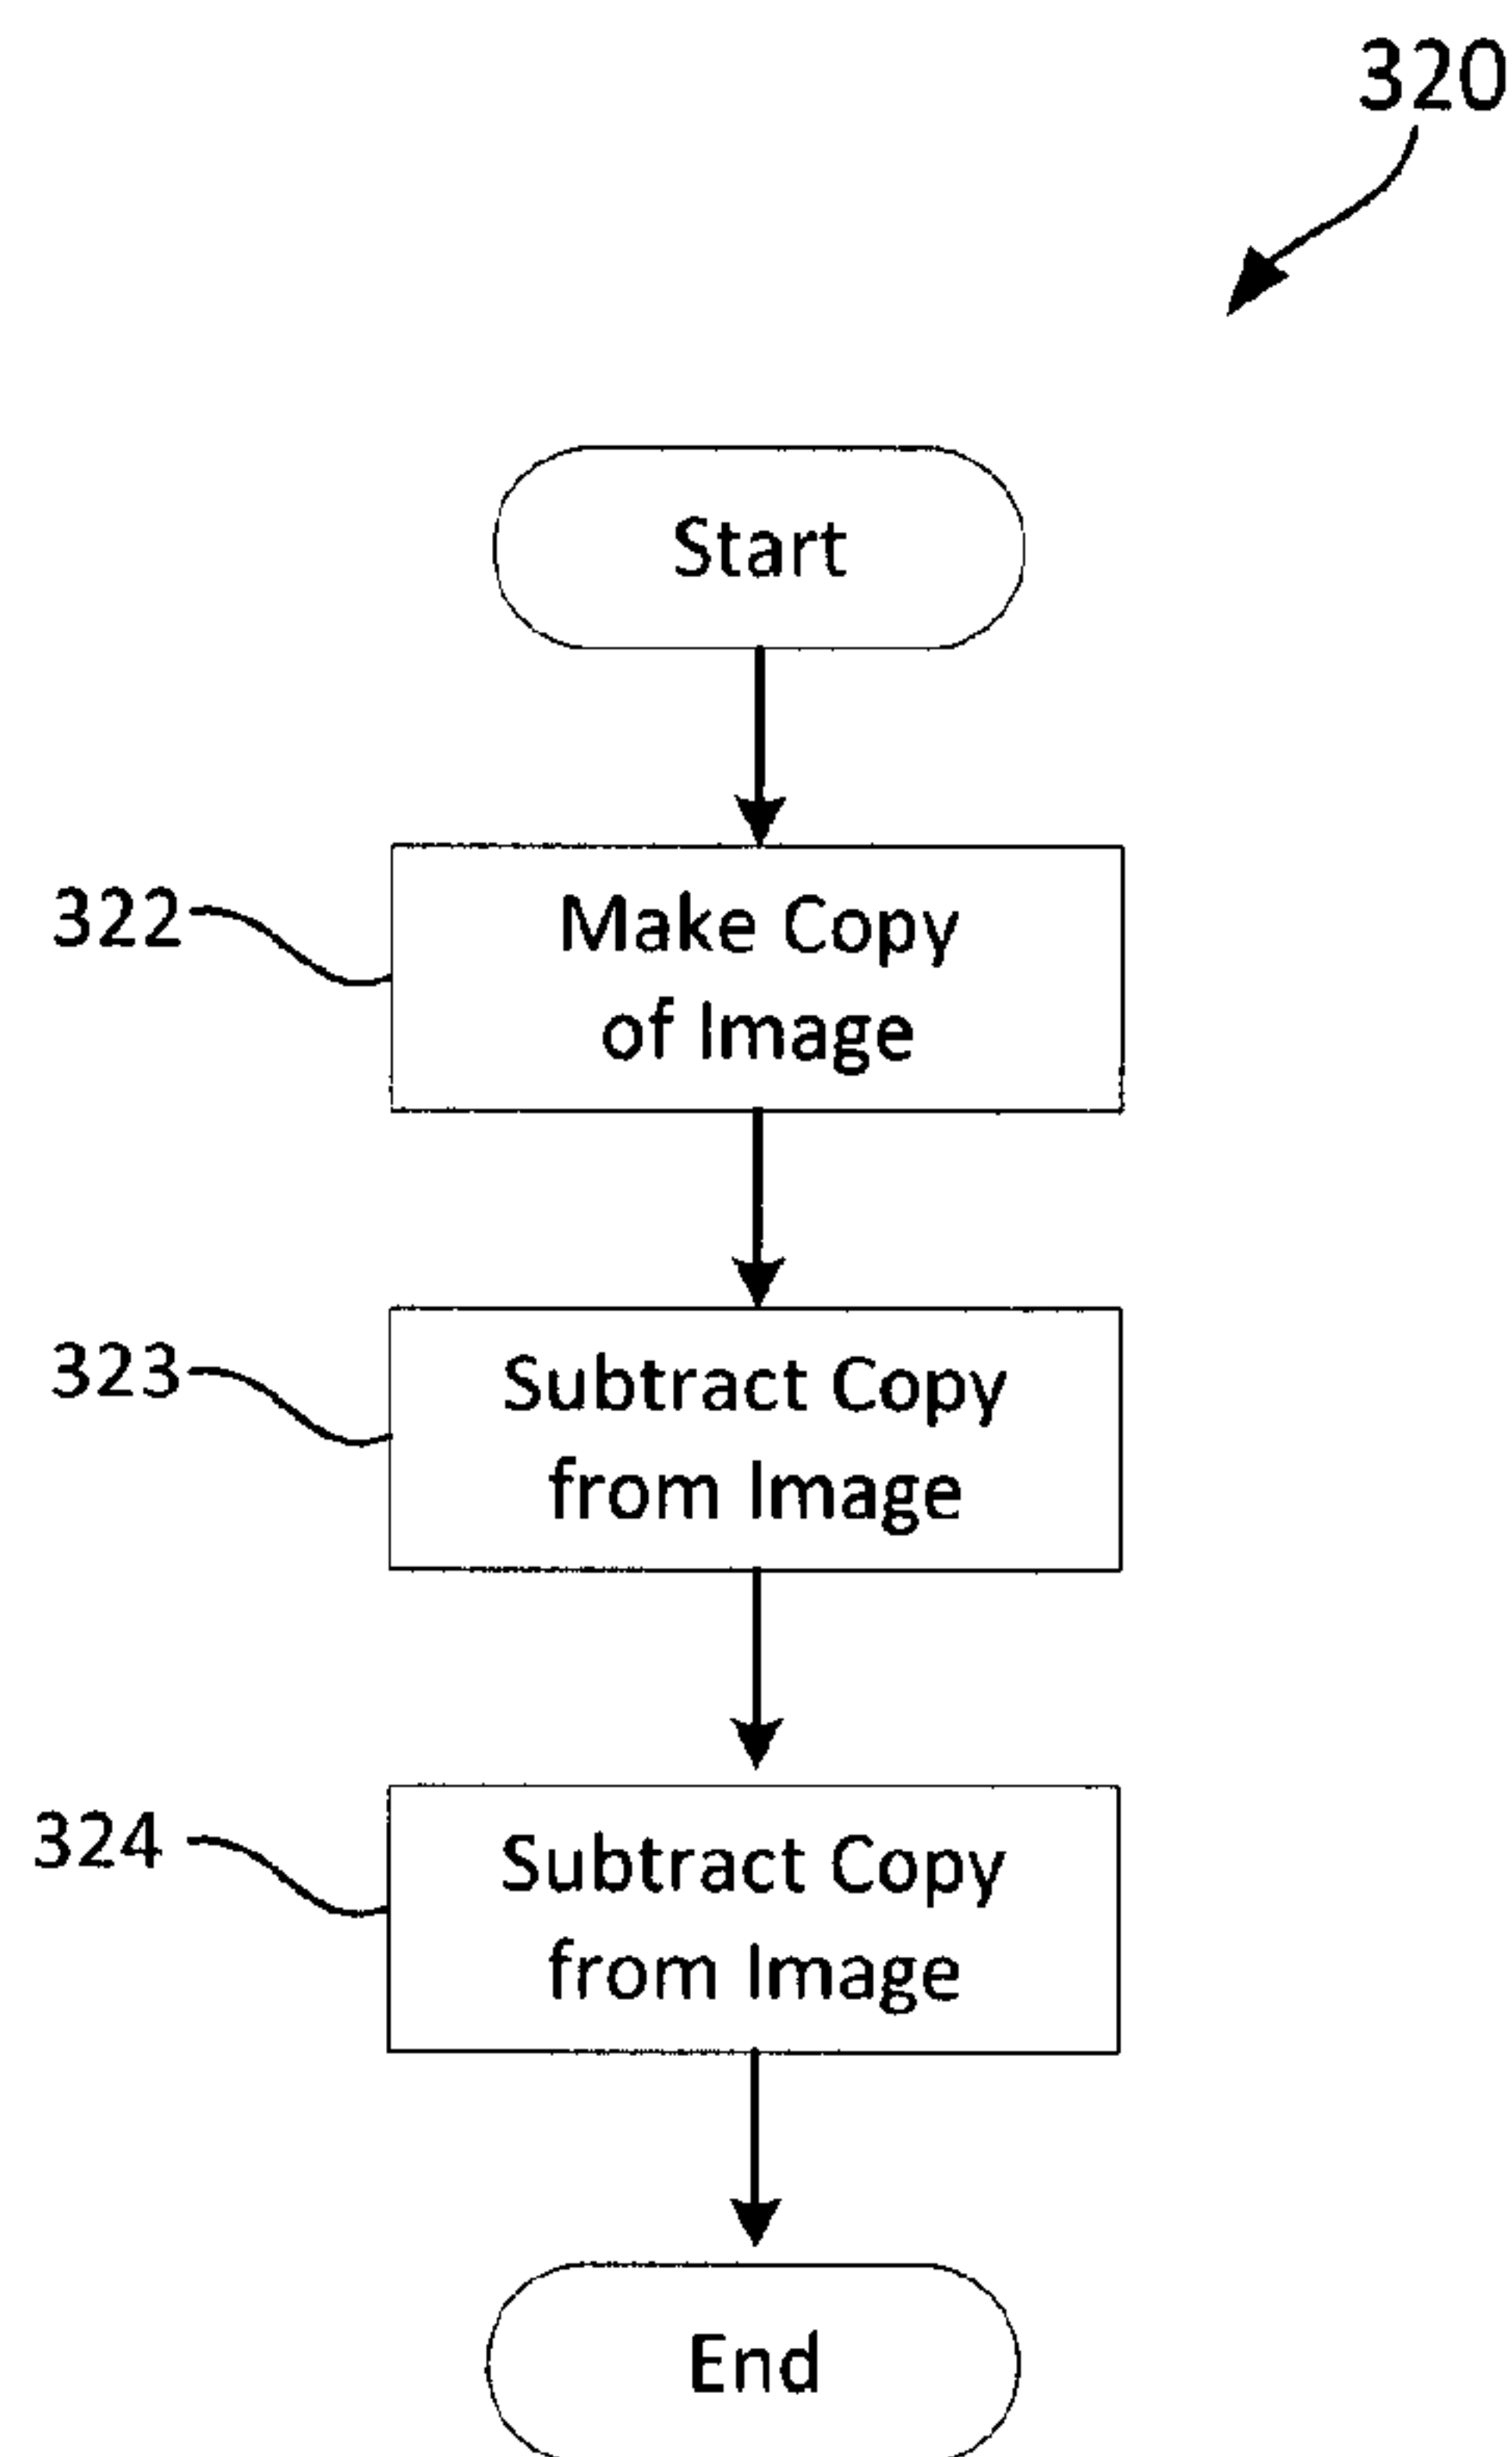 320
Start
322
Make Copy
of Image
323
Subtract Copy
from Image
324
Subtract Copy
from Image
End